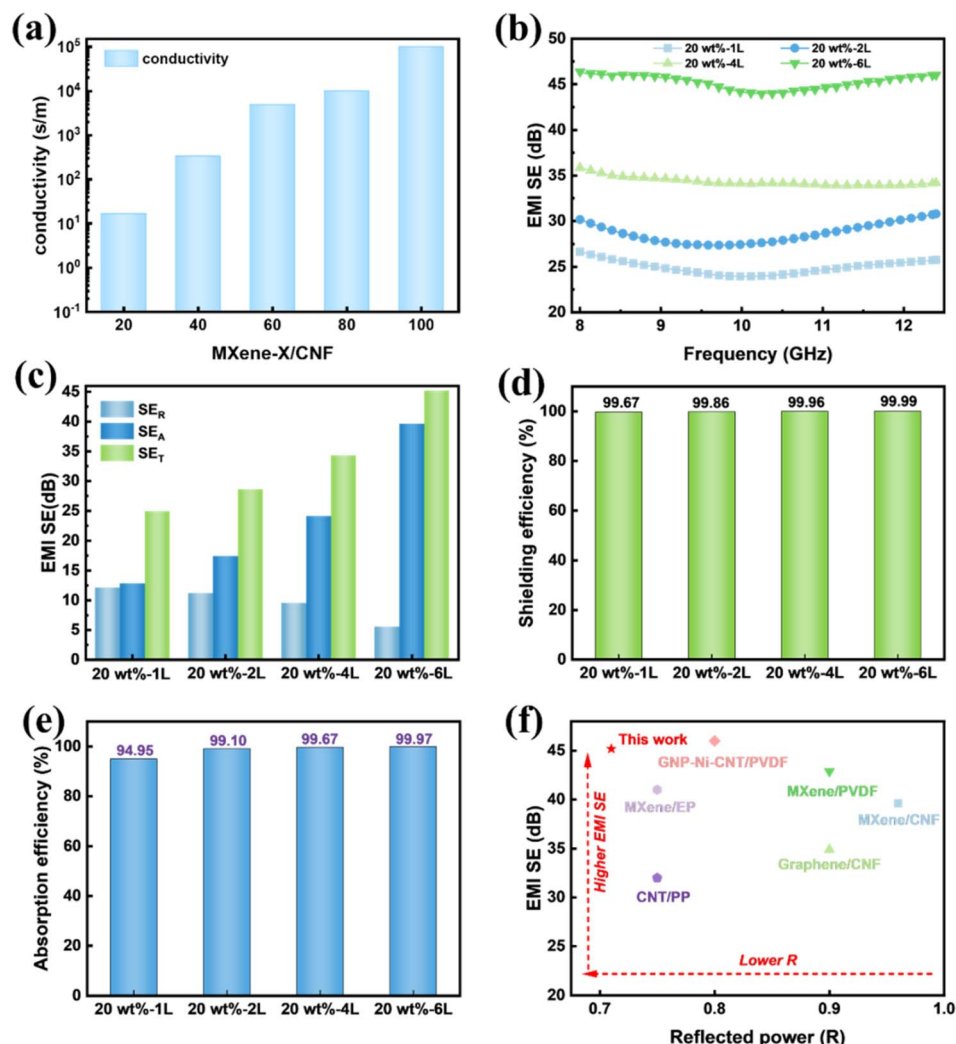 (a)
conductivity
conductivity (s/m)
10^5
10^4
10^3
10^2
10^1
10^0
10^-1
20 40 60 80 100
MXene-X/CNF
(b)
20 wt%-1L 20 wt%-2L
20 wt%-4L 20 wt%-6L
EMI SE (dB)
50
45
40
35
30
25
20
8 9 10 11 12
Frequency (GHz)
(c)
SE_R
SE_A
SE_T
EMI SE(dB)
45
40
35
30
25
20
15
10
5
0
20 wt%-1L 20 wt%-2L 20 wt%-4L 20 wt%-6L
(d)
99.67 99.86 99.96 99.99
Shielding efficiency (%)
100
80
60
40
20
0
20 wt%-1L 20 wt%-2L 20 wt%-4L 20 wt%-6L
(e)
94.95 99.10 99.67 99.97
Absorption efficiency (%)
100
80
60
40
20
0
20 wt%-1L 20 wt%-2L 20 wt%-4L 20 wt%-6L
(f)
EMI SE (dB)
45
40
35
30
25
20
This work
GNP-Ni-CNT/PVDF
MXene/EP
MXene/PVDF
MXene/CNF
Graphene/CNF
CNT/PP
Higher EMI SE
Lower R
0.7 0.8 0.9 1.0
Reflected power (R)